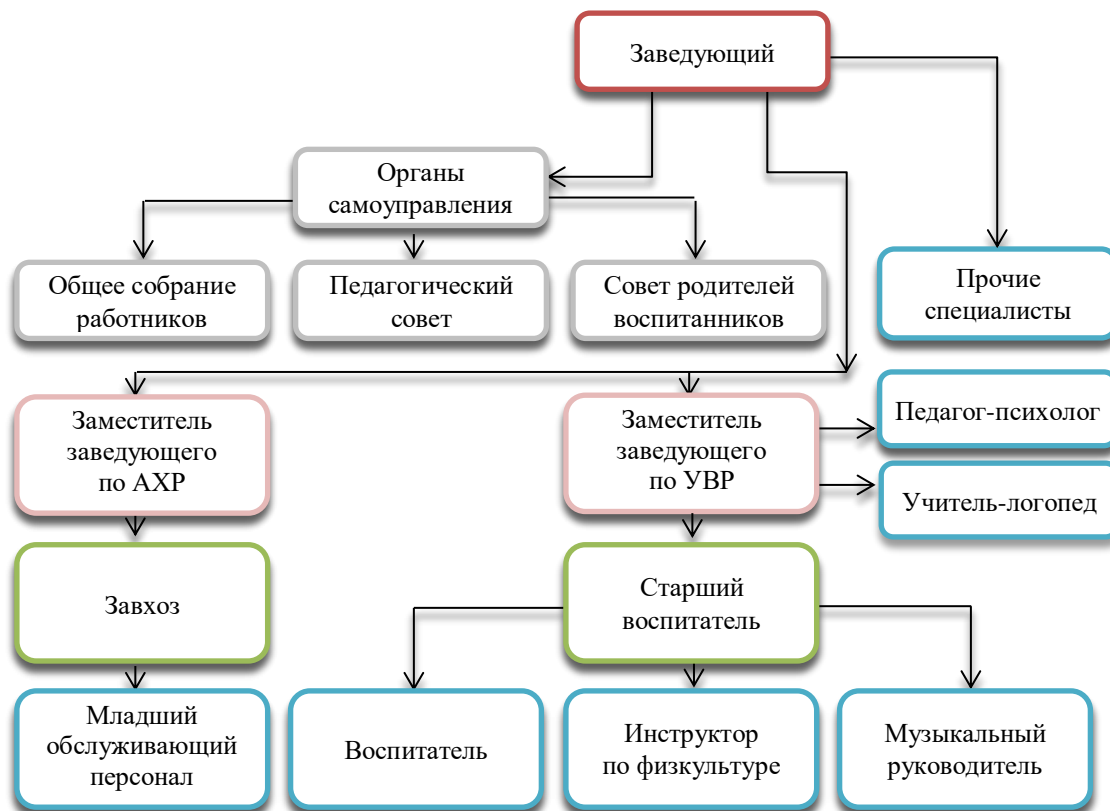 Заведующий
Органы
самоуправления
Общее собрание
работников
Педагогический
совет
Совет родителей
воспитанников
Прочие
специалисты
Заместитель
заведующего
по АХР
Заместитель
заведующего
по УВР
Педагог-психолог
Учитель-логопед
Завхоз
Старший
воспитатель
Младший
обслуживающий
персонал
Воспитатель
Инструктор
по физкультуре
Музыкальный
руководитель